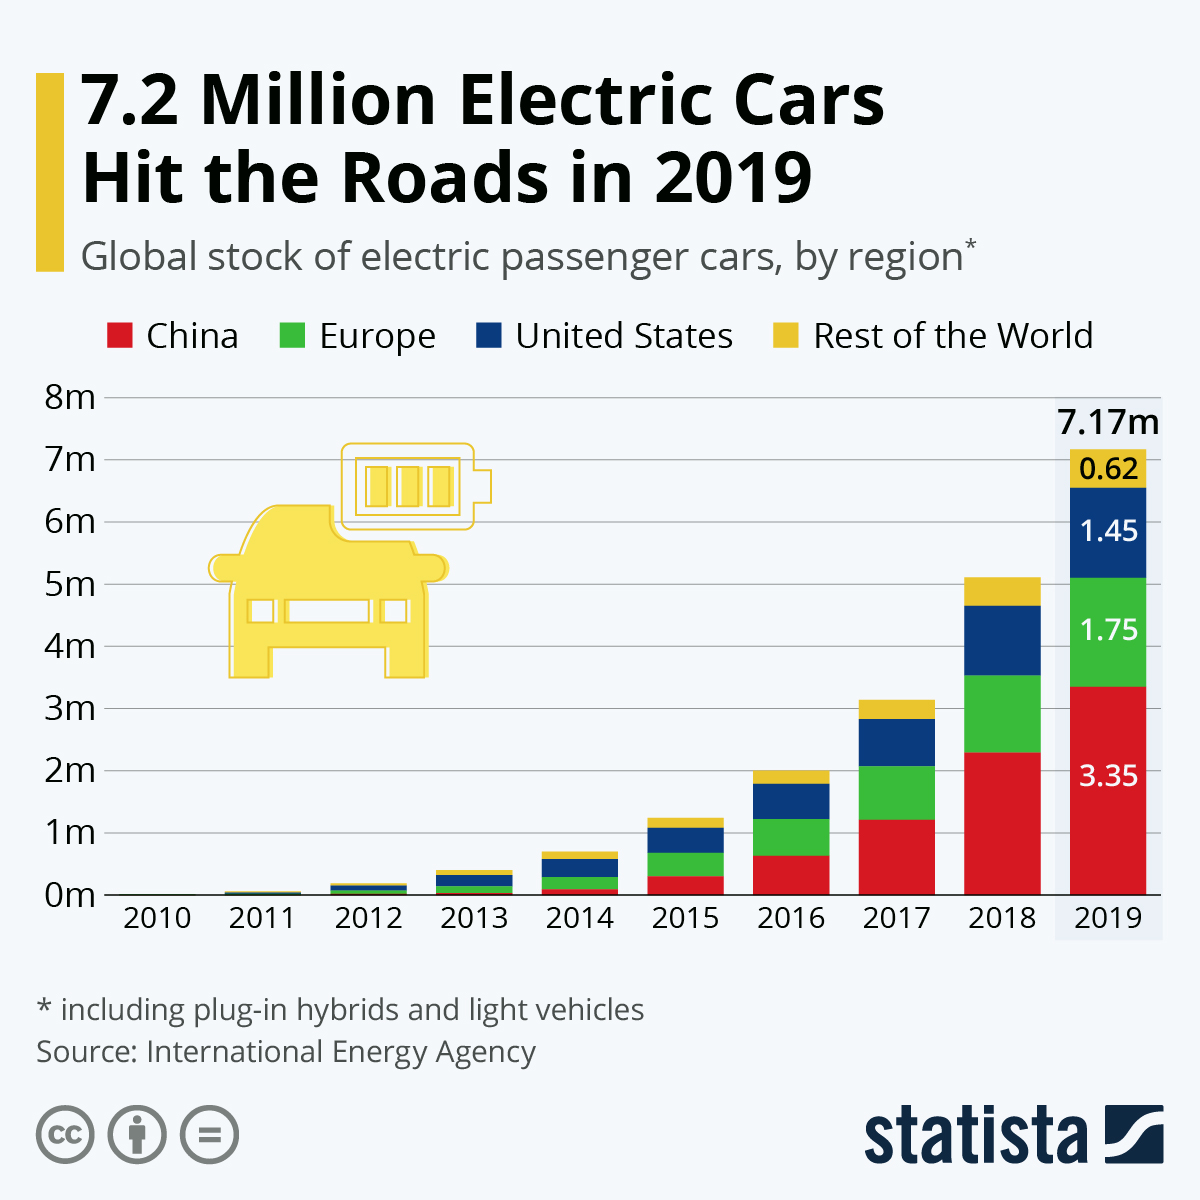 7.2 Million Electric Cars
Hit the Roads in 2019
Global stock of electric passenger cars, by region*
China Europe United States Rest of the World
8m
7.17m
7m
0.62
6m
1.45
5m
1.75
4m
3m
2m
3.35
1m
0m
2010 2011 2012 2013 2014 2015 2016 2017 2018 2019
* including plug-in hybrids and light vehicles
Source: International Energy Agency
cc
statista